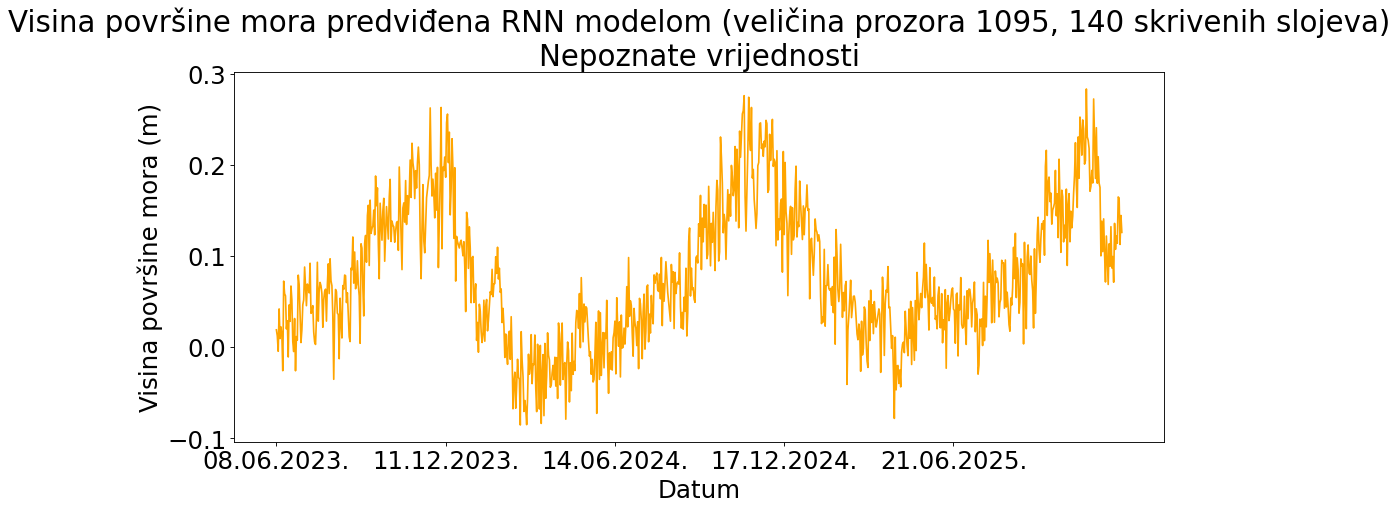 Visina površine mora predviđena RNN modelom (veličina prozora 1095, 140 skrivenih slojeva)
Nepoznate vrijednosti
Visina površine mora (m)
0.3
0.2
0.1
0.0
−0.1
08.06.2023. 11.12.2023. 14.06.2024. 17.12.2024. 21.06.2025.
Datum